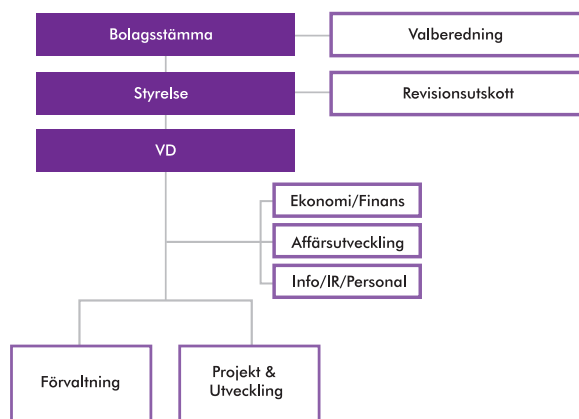 Bolagsstämma
Valberedning
Styrelse
Revisionsutskott
VD
Ekonomi/Finans
Affärsutveckling
Info/IR/Personal
Förvaltning
Projekt &
Utveckling